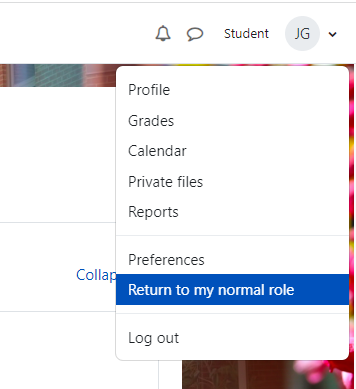 Student JG
Profile
Grades
Calendar
Private files
Reports
Preferences
Collap
Return to my normal role
Log out